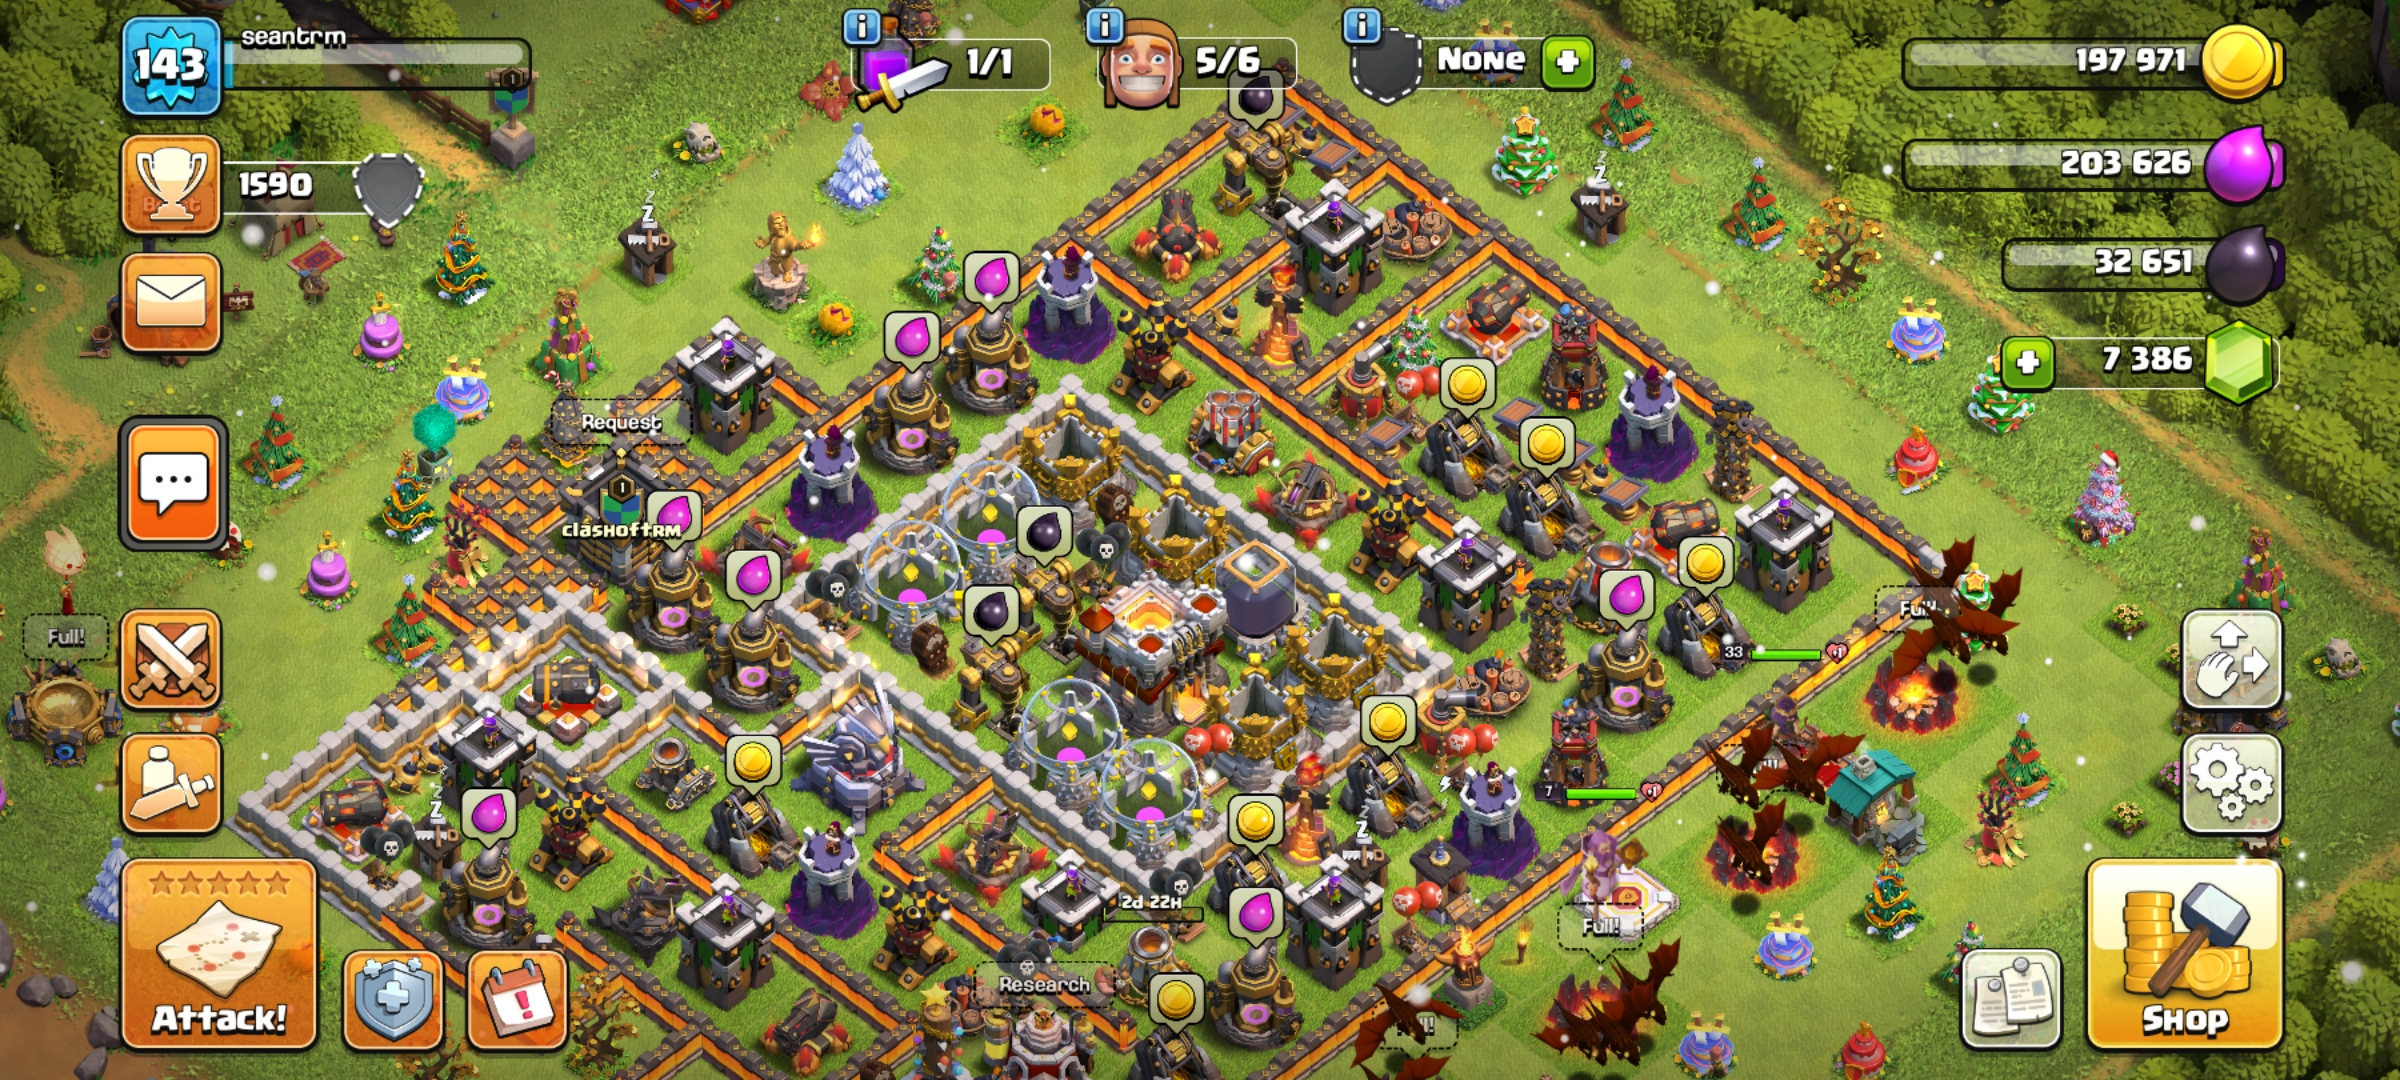 143
seantrm
1/1
5/6
None
197 971
1590
203 626
32 651
7 386
Request
1
clashoftrm
Full!
Full!
33
7
2d 22h
Full!
Research
Attack!
Shop